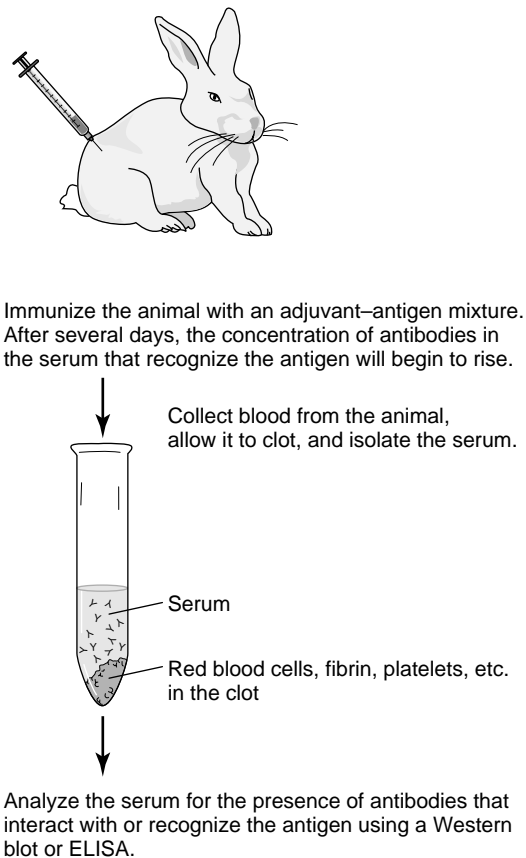 Immunize the animal with an adjuvant–antigen mixture.
After several days, the concentration of antibodies in
the serum that recognize the antigen will begin to rise.
Collect blood from the animal,
allow it to clot, and isolate the serum.
Serum
Red blood cells, fibrin, platelets, etc.
in the clot
Analyze the serum for the presence of antibodies that
interact with or recognize the antigen using a Western
blot or ELISA.